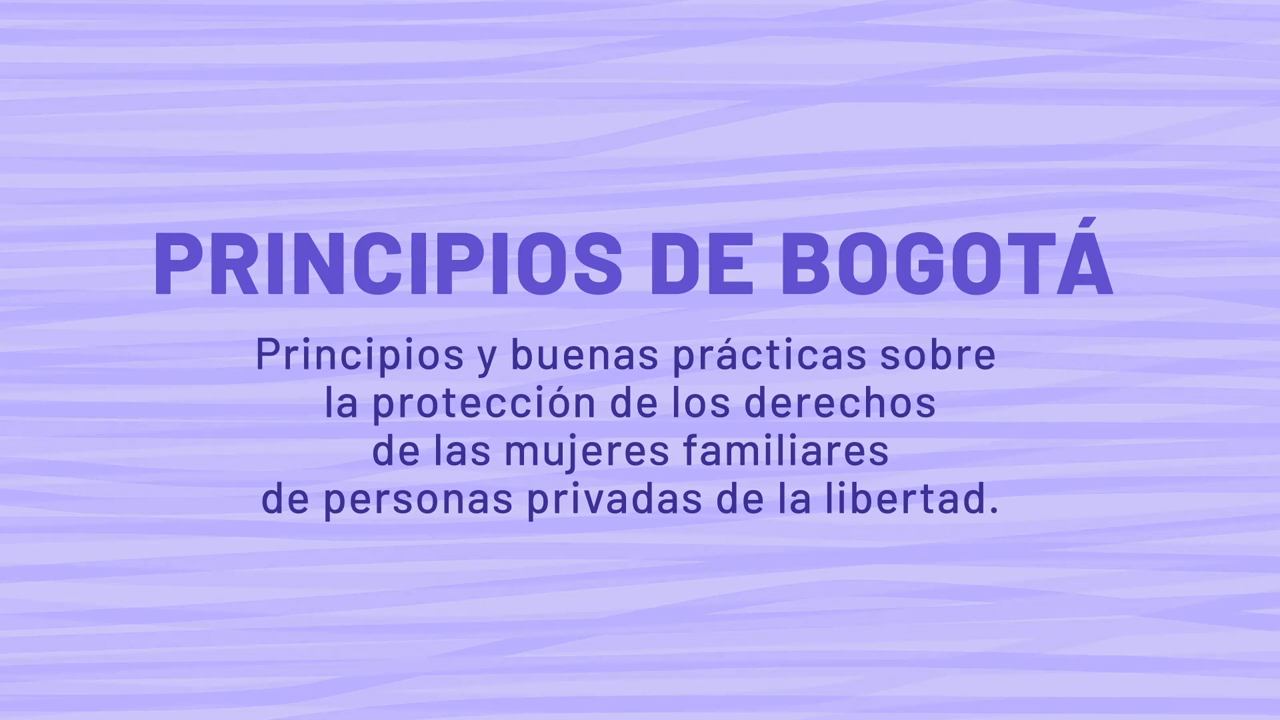 PRINCIPIOS DE BOGOTÁ
Principios y buenas prácticas sobre
la protección de los derechos
de las mujeres familiares
de personas privadas de la libertad.